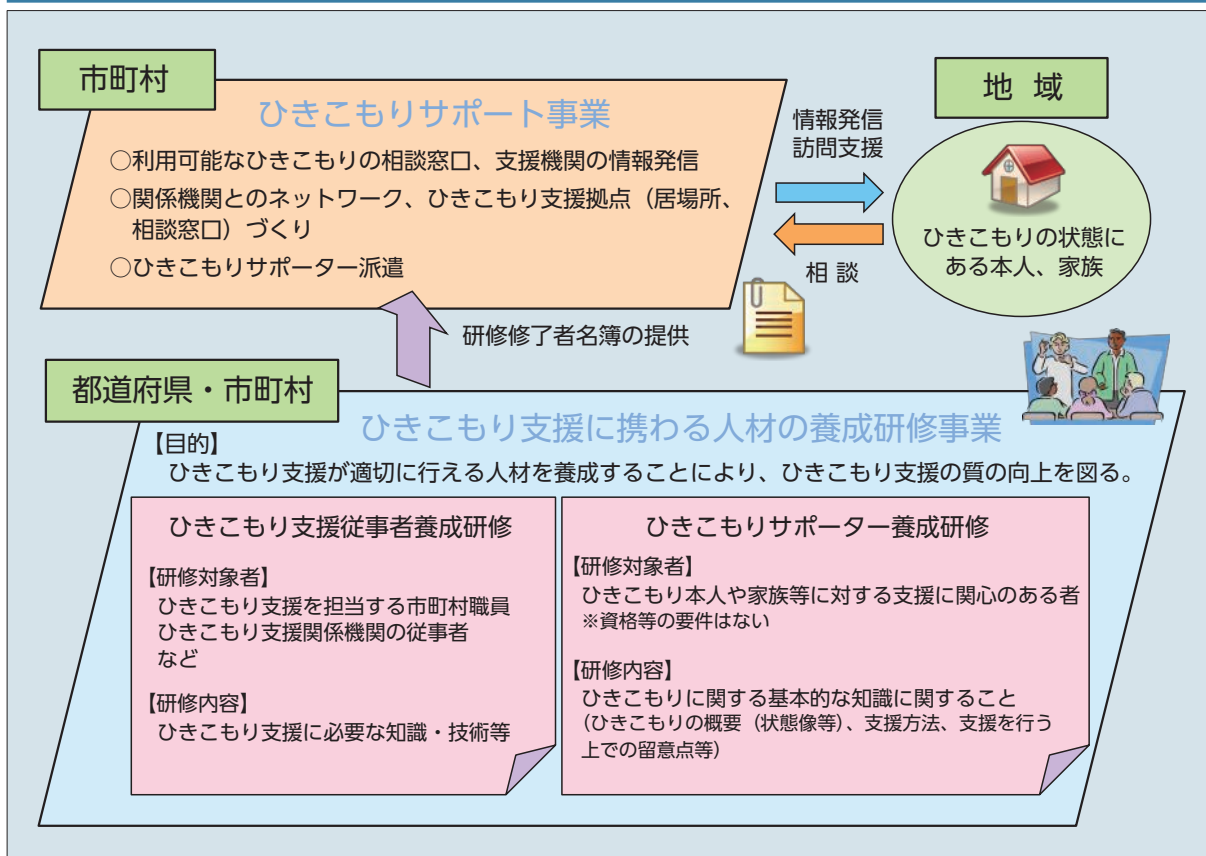 市町村
ひきこもりサポート事業
○利用可能なひきこもりの相談窓口、支援機関の情報発信
○関係機関とのネットワーク、ひきこもり支援拠点（居場所、
相談窓口）づくり
○ひきこもりサポーター派遣
情報発信
訪問支援
相 談
地 域
ひきこもりの状態に
ある本人、家族
研修修了者名簿の提供
都道府県・市町村
ひきこもり支援に携わる人材の養成研修事業
【目的】
ひきこもり支援が適切に行える人材を養成することにより、ひきこもり支援の質の向上を図る。
ひきこもり支援従事者養成研修
【研修対象者】
ひきこもり支援を担当する市町村職員
ひきこもり支援関係機関の従事者
など
【研修内容】
ひきこもり支援に必要な知識・技術等
ひきこもりサポーター養成研修
【研修対象者】
ひきこもり本人や家族等に対する支援に関心のある者
※資格等の要件はない
【研修内容】
ひきこもりに関する基本的な知識に関すること
（ひきこもりの概要（状態像等）、支援方法、支援を行う
上での留意点等）